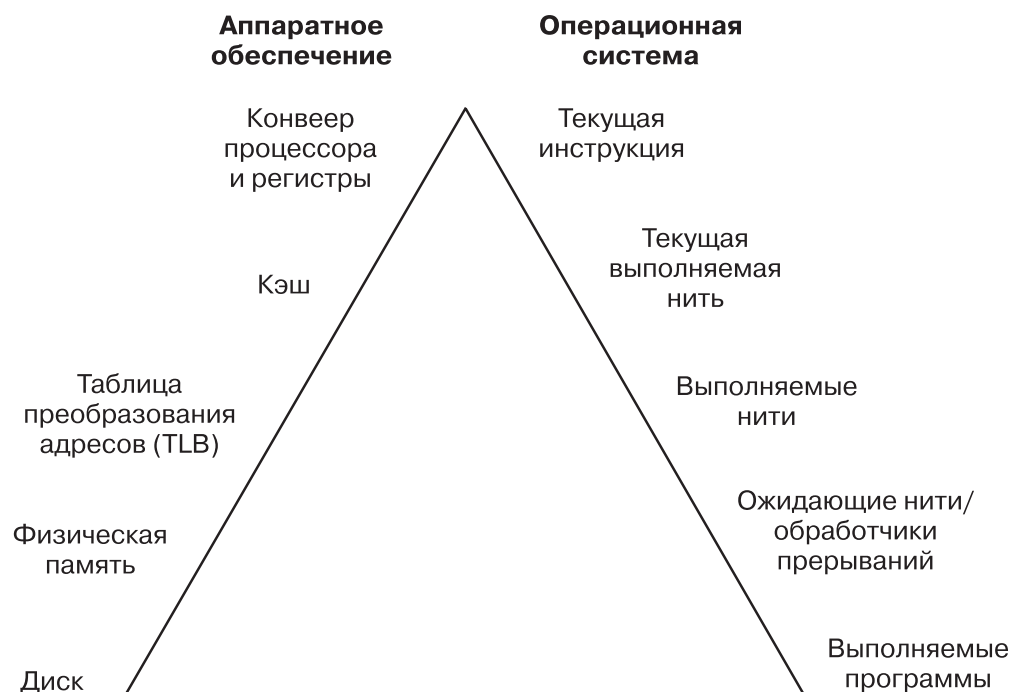 Аппаратное
обеспечение
Операционная
система
Конвеер
процессора
и регистры
Текущая
инструкция
Текущая
выполняемая
нить
Кэш
Таблица
преобразования
адресов (TLB)
Выполняемые
нити
Физическая
память
Ожидающие нити/
обработчики
прерываний
Диск
Выполняемые
программы